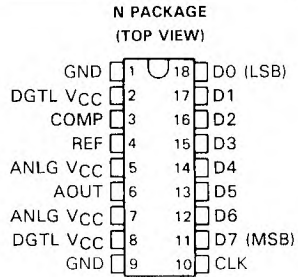 N PACKAGE
(TOP VIEW)
GND 1 18 D0 (LSB)
DGTL VCC 2 17 D1
COMP 3 16 D2
REF 4 15 D3
ANLG VCC 5 14 D4
AOUT 6 13 D5
ANLG VCC 7 12 D6
DGTL VCC 8 11 D7 (MSB)
GND 9 10 CLK